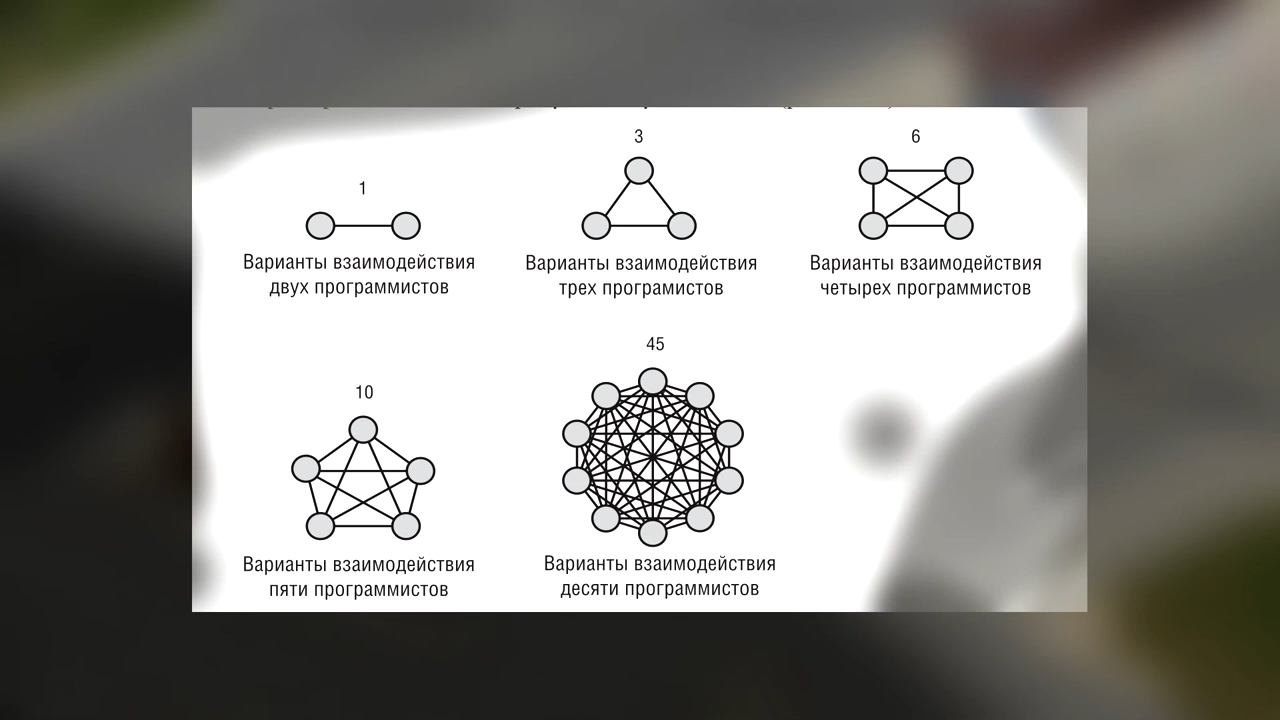 1
Варианты взаимодействия
двух программистов
3
Варианты взаимодействия
трех програмистов
6
Варианты взаимодействия
четырех программистов
10
Варианты взаимодействия
пяти программистов
45
Варианты взаимодействия
десяти программистов